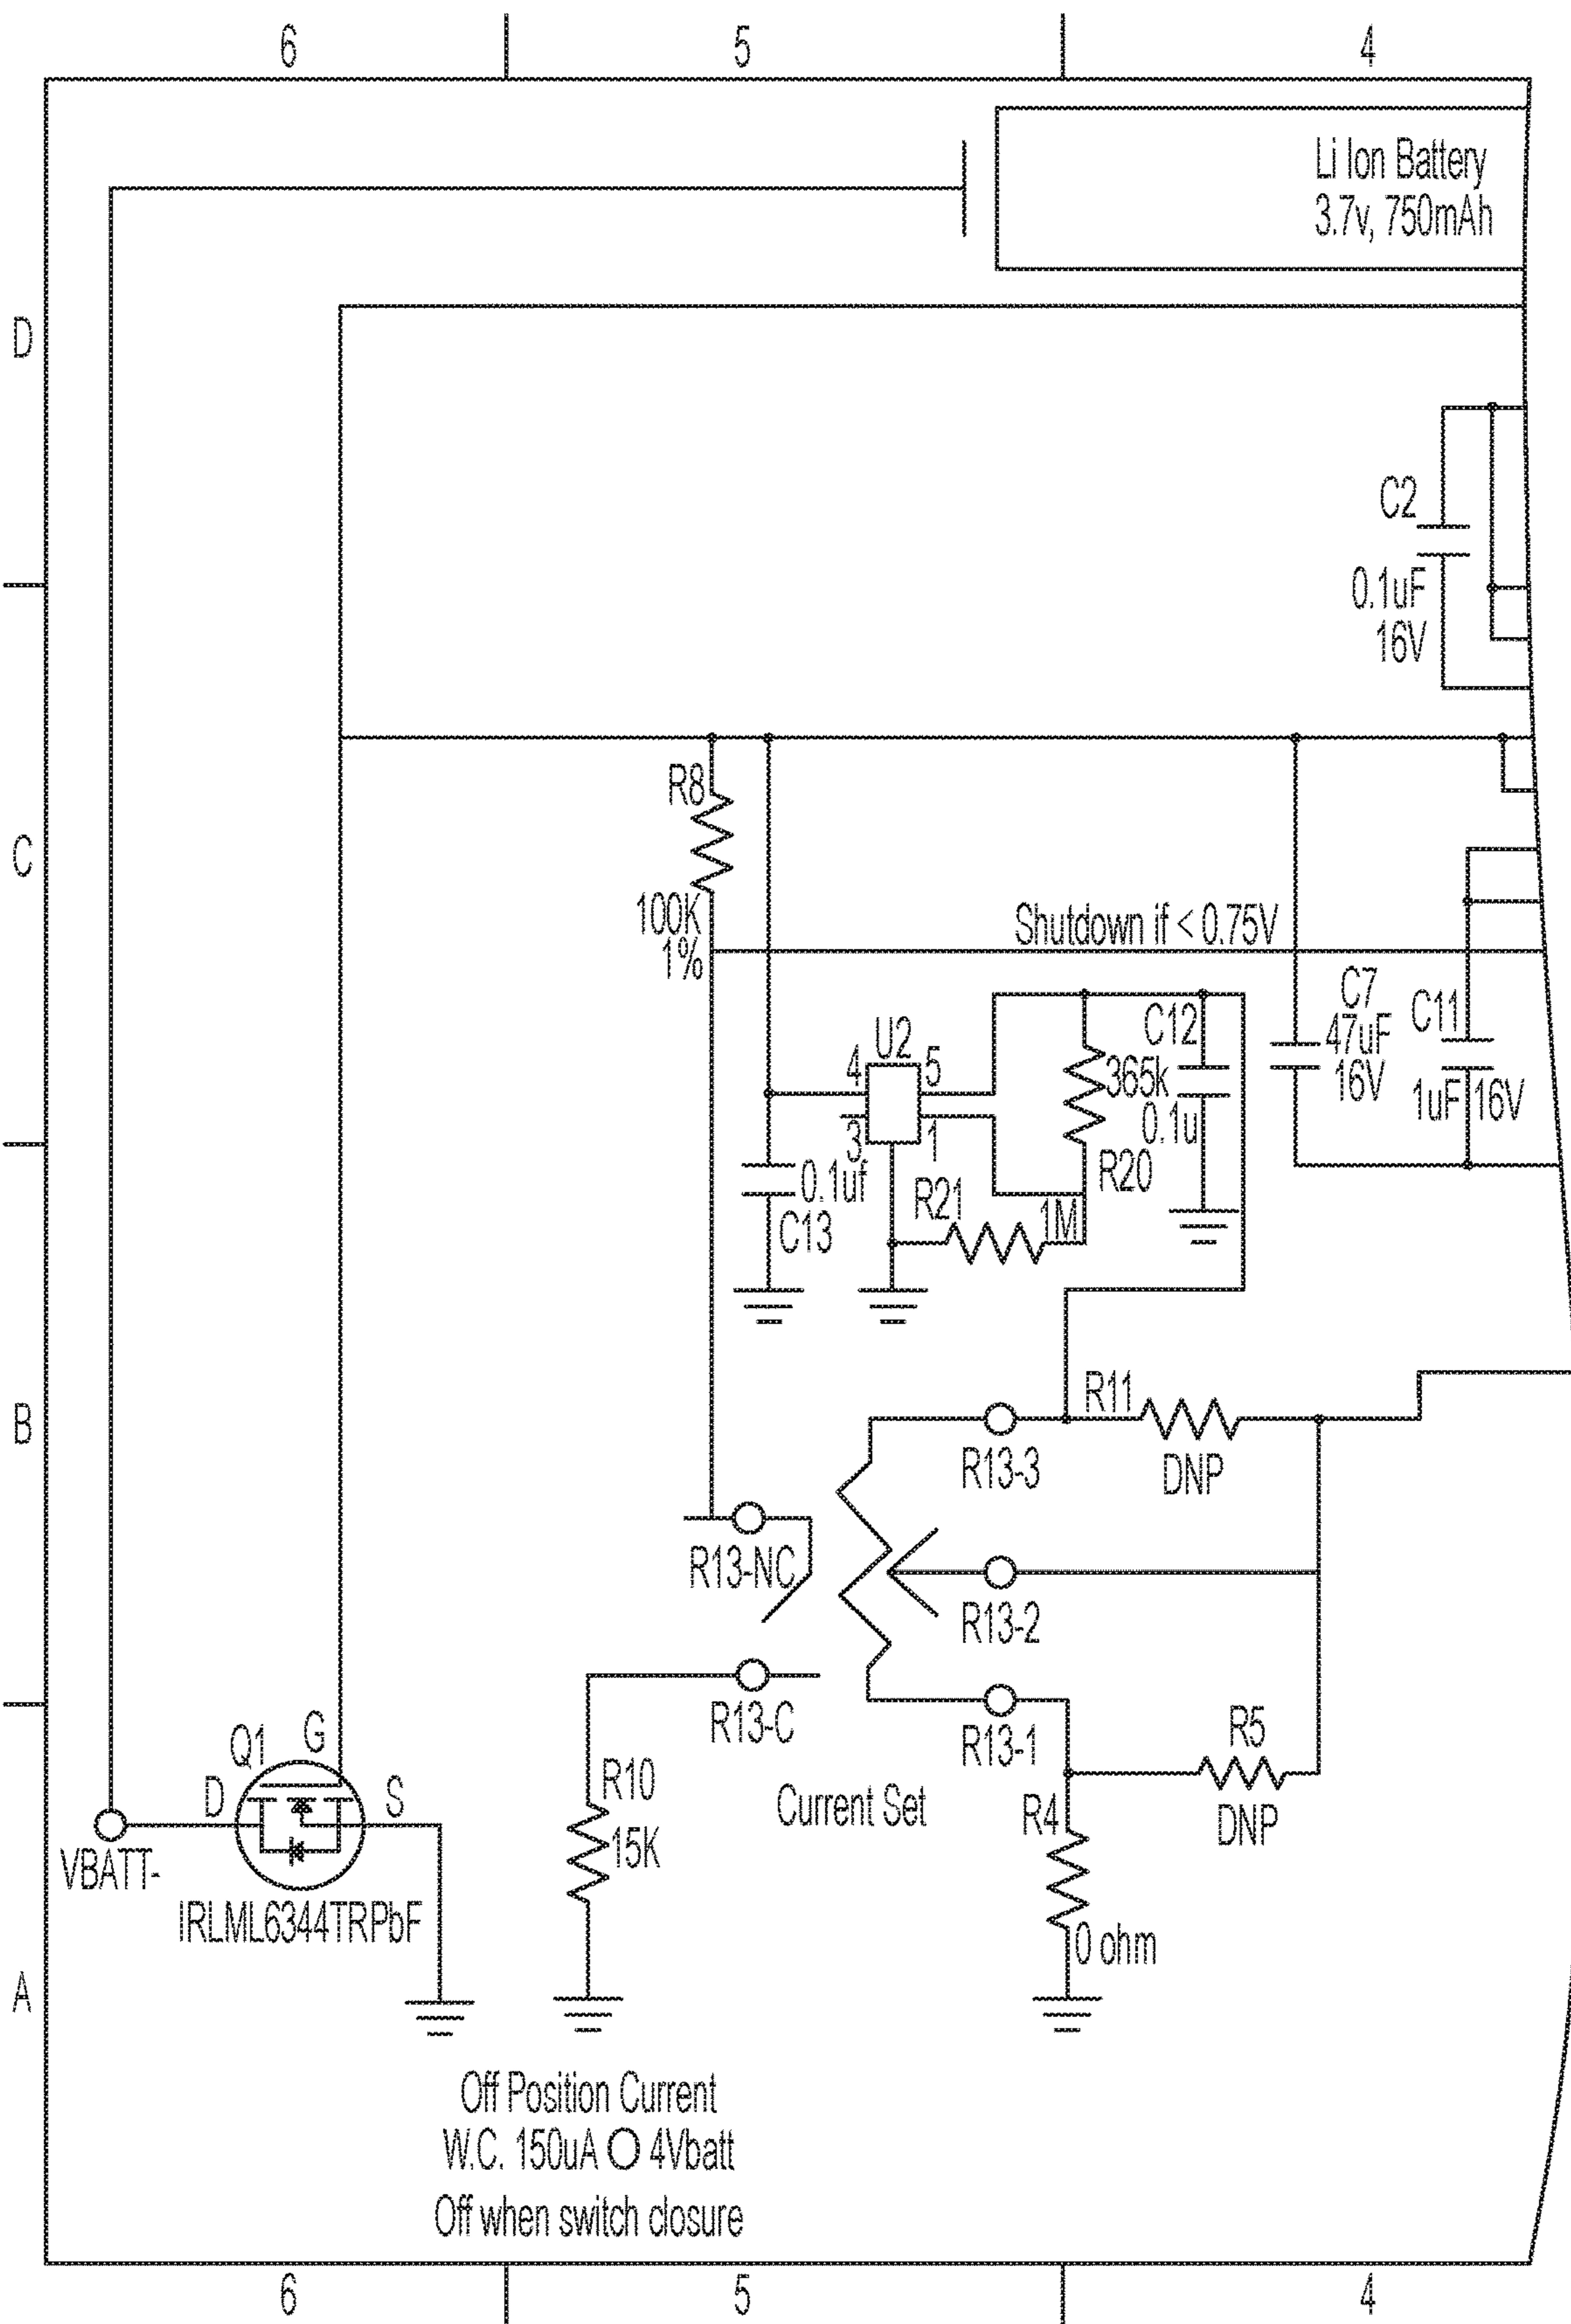 6 5 4
Li Ion Battery
3.7v, 750mAh
D
C2
0.1uF
16V
R8
C
100K
1%
Shutdown if < 0.75V
C7
47uF
16V
C11
1uF 16V
C12
U2
4 5
365k
0.1u
3 1
R20
0.1uf
C13
R21
1M
R11
B
R13-3
DNP
R13-NC
R13-2
R13-C
R13-1
R5
DNP
Q1
G
D
S
R10
15K
Current Set
R4
VBATT-
IRLML6344TRPbF
0 ohm
A
Off Position Current
W.C. 150uA O 4Vbatt
Off when switch closure
6 5 4